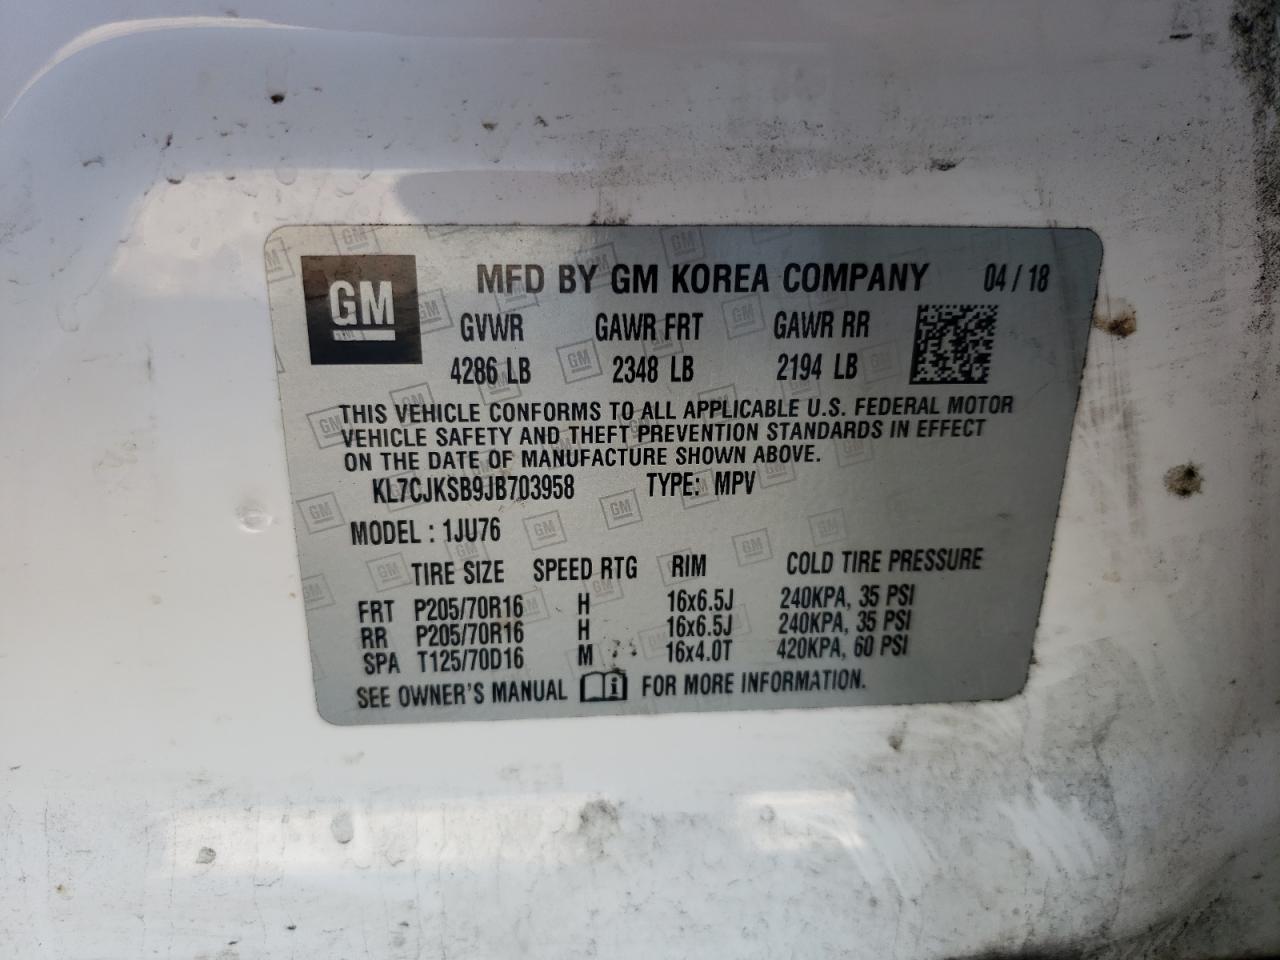 GM
MFD BY GM KOREA COMPANY 04 / 18
GVWR GAWR FRT GAWR RR
4286 LB 2348 LB 2194 LB
THIS VEHICLE CONFORMS TO ALL APPLICABLE U.S. FEDERAL MOTOR
VEHICLE SAFETY AND THEFT PREVENTION STANDARDS IN EFFECT
ON THE DATE OF MANUFACTURE SHOWN ABOVE.
KL7CJKSB9JB703958 TYPE: MPV
MODEL : 1JU76
TIRE SIZE SPEED RTG RIM COLD TIRE PRESSURE
FRT P205/70R16 H 16x6.5J 240KPA, 35 PSI
RR P205/70R16 H 16x6.5J 240KPA, 35 PSI
SPA T125/70D16 M 16x4.0T 420KPA, 60 PSI
SEE OWNER'S MANUAL i FOR MORE INFORMATION.